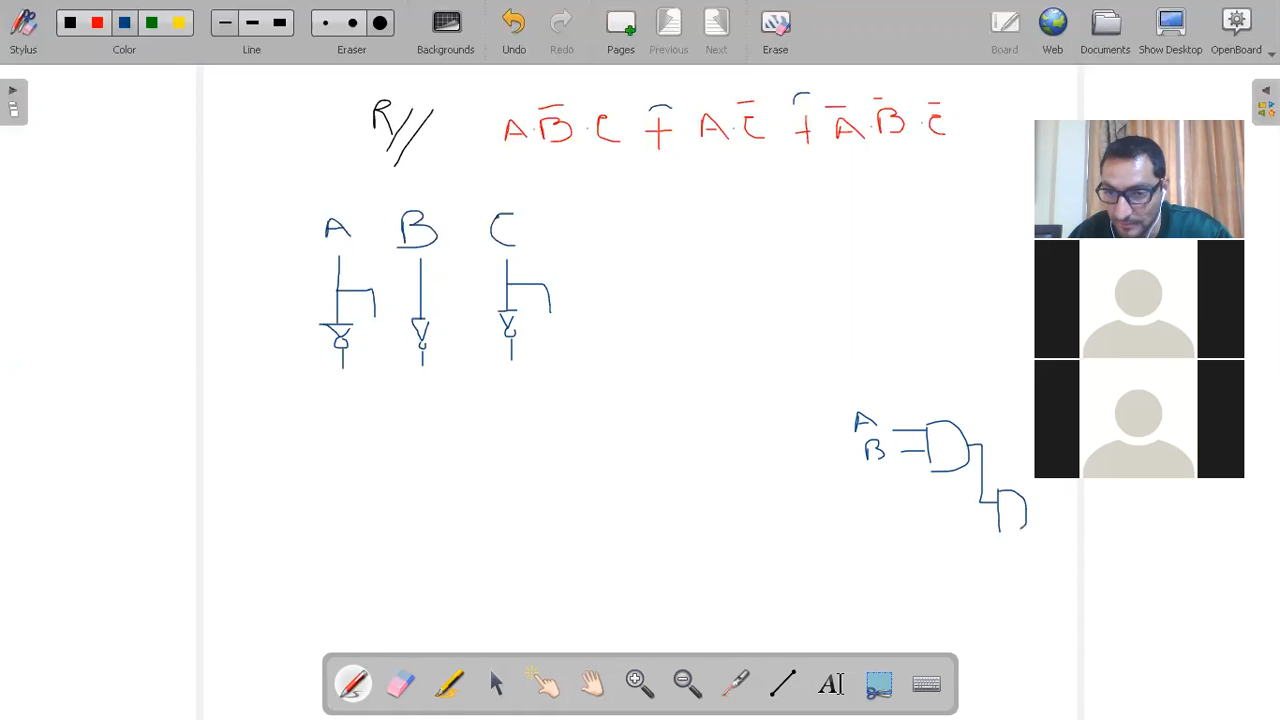 Stylus Color Line Eraser Backgrounds Undo Redo Pages Previous Next Erase Board Web Documents Show Desktop OpenBoard
R// A·B̅·C + A·C̅ + A̅·B̅·C̅
A B C
A
B
A